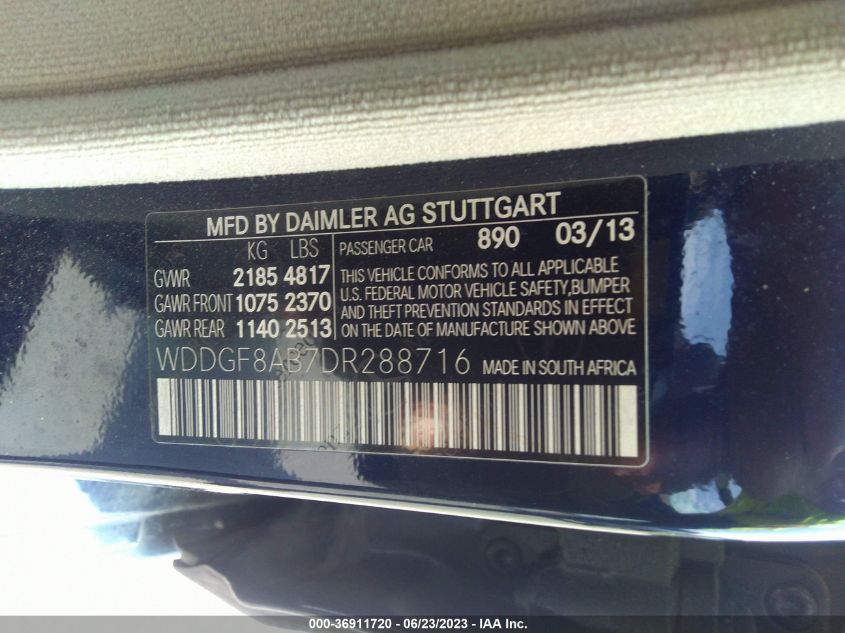 MFD BY DAIMLER AG STUTTGART
KG LBS PASSENGER CAR 890 03/13
GVWR 2185 4817
GAWR FRONT 1075 2370
GAWR REAR 1140 2513
THIS VEHICLE CONFORMS TO ALL APPLICABLE
U.S. FEDERAL MOTOR VEHICLE SAFETY,BUMPER
AND THEFT PREVENTION STANDARDS IN EFFECT
ON THE DATE OF MANUFACTURE SHOWN ABOVE
WDDGF8AB7DR288716 MADE IN SOUTH AFRICA
000-36911720 - 06/23/2023 - IAA Inc.